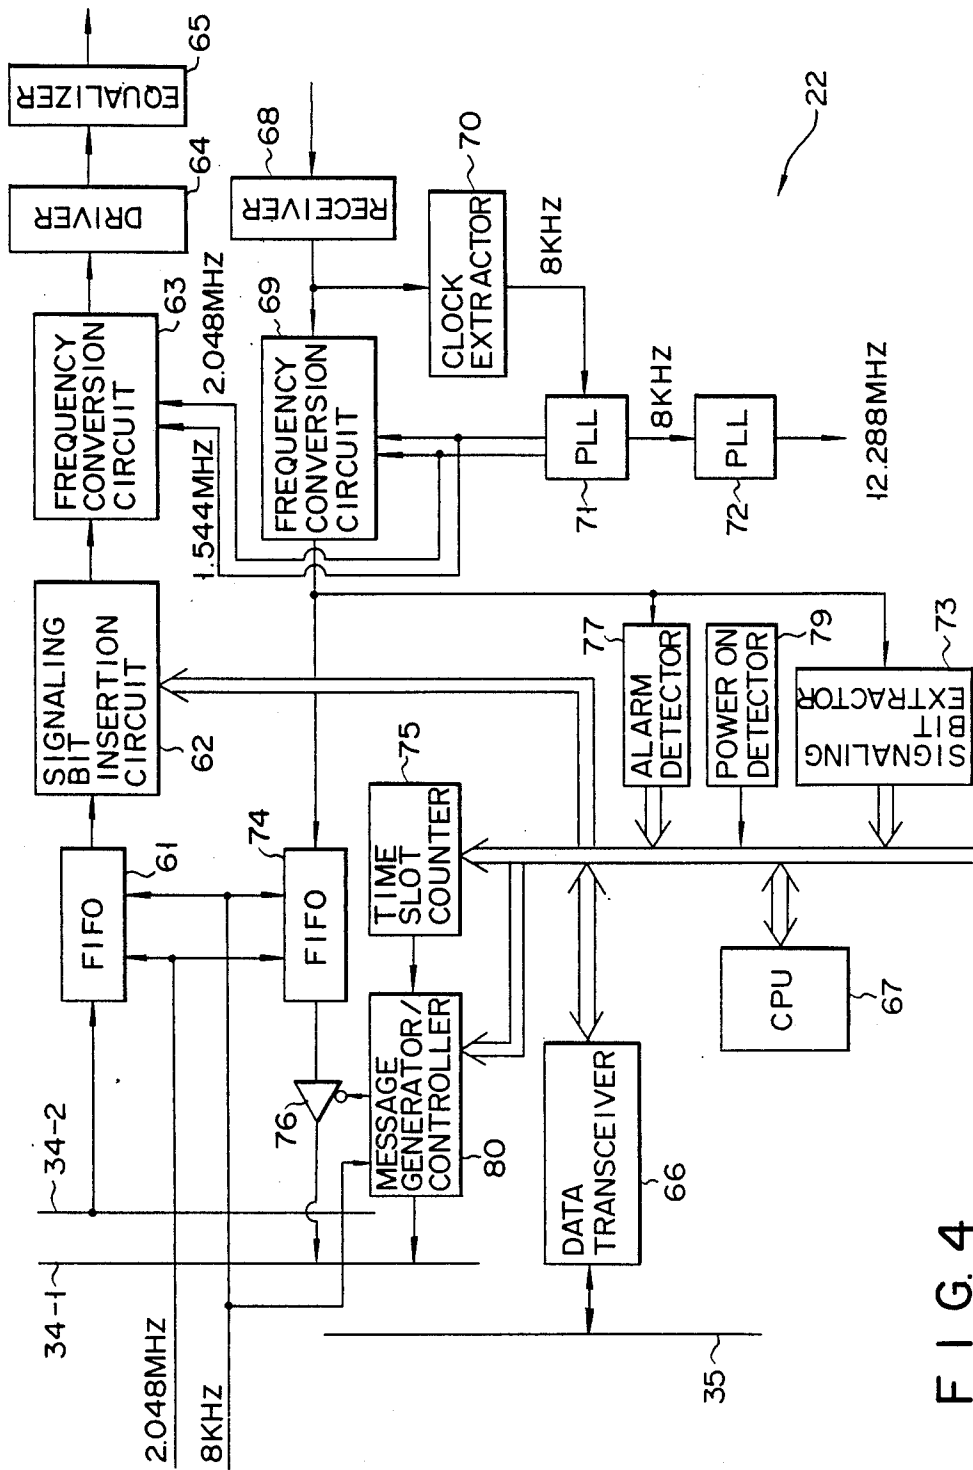 34-1
34-2
2.048MHZ
8KHZ
FIFO
61
SIGNALING
BIT
INSERTION
CIRCUIT
62
FREQUENCY
CONVERSION
CIRCUIT
63
DRIVER
64
EQUALIZER
65
1.544MHZ
2.048MHZ
76
FIFO
74
FREQUENCY
CONVERSION
CIRCUIT
69
RECEIVER
68
MESSAGE
GENERATOR/
CONTROLLER
80
TIME
SLOT
COUNTER
75
CLOCK
EXTRACTOR
70
8KHZ
35
DATA
TRANSCEIVER
66
PLL
71
8KHZ
PLL
72
12.288MHZ
ALARM
DETECTOR
77
POWER ON
DETECTOR
79
SIGNALING
BIT
EXTRACTOR
73
CPU
67
22
FIG. 4